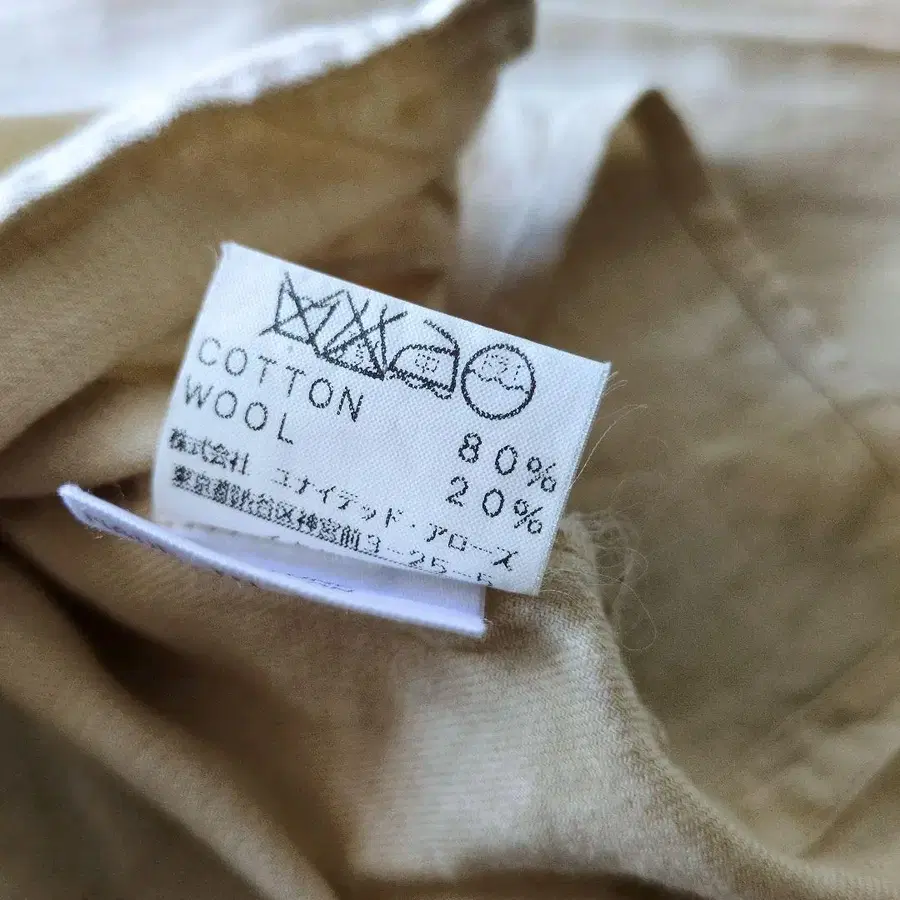 COTTON 80%
WOOL 20%
株式会社 ユナイテッド・アローズ
東京都渋谷区神宮前3-25-5